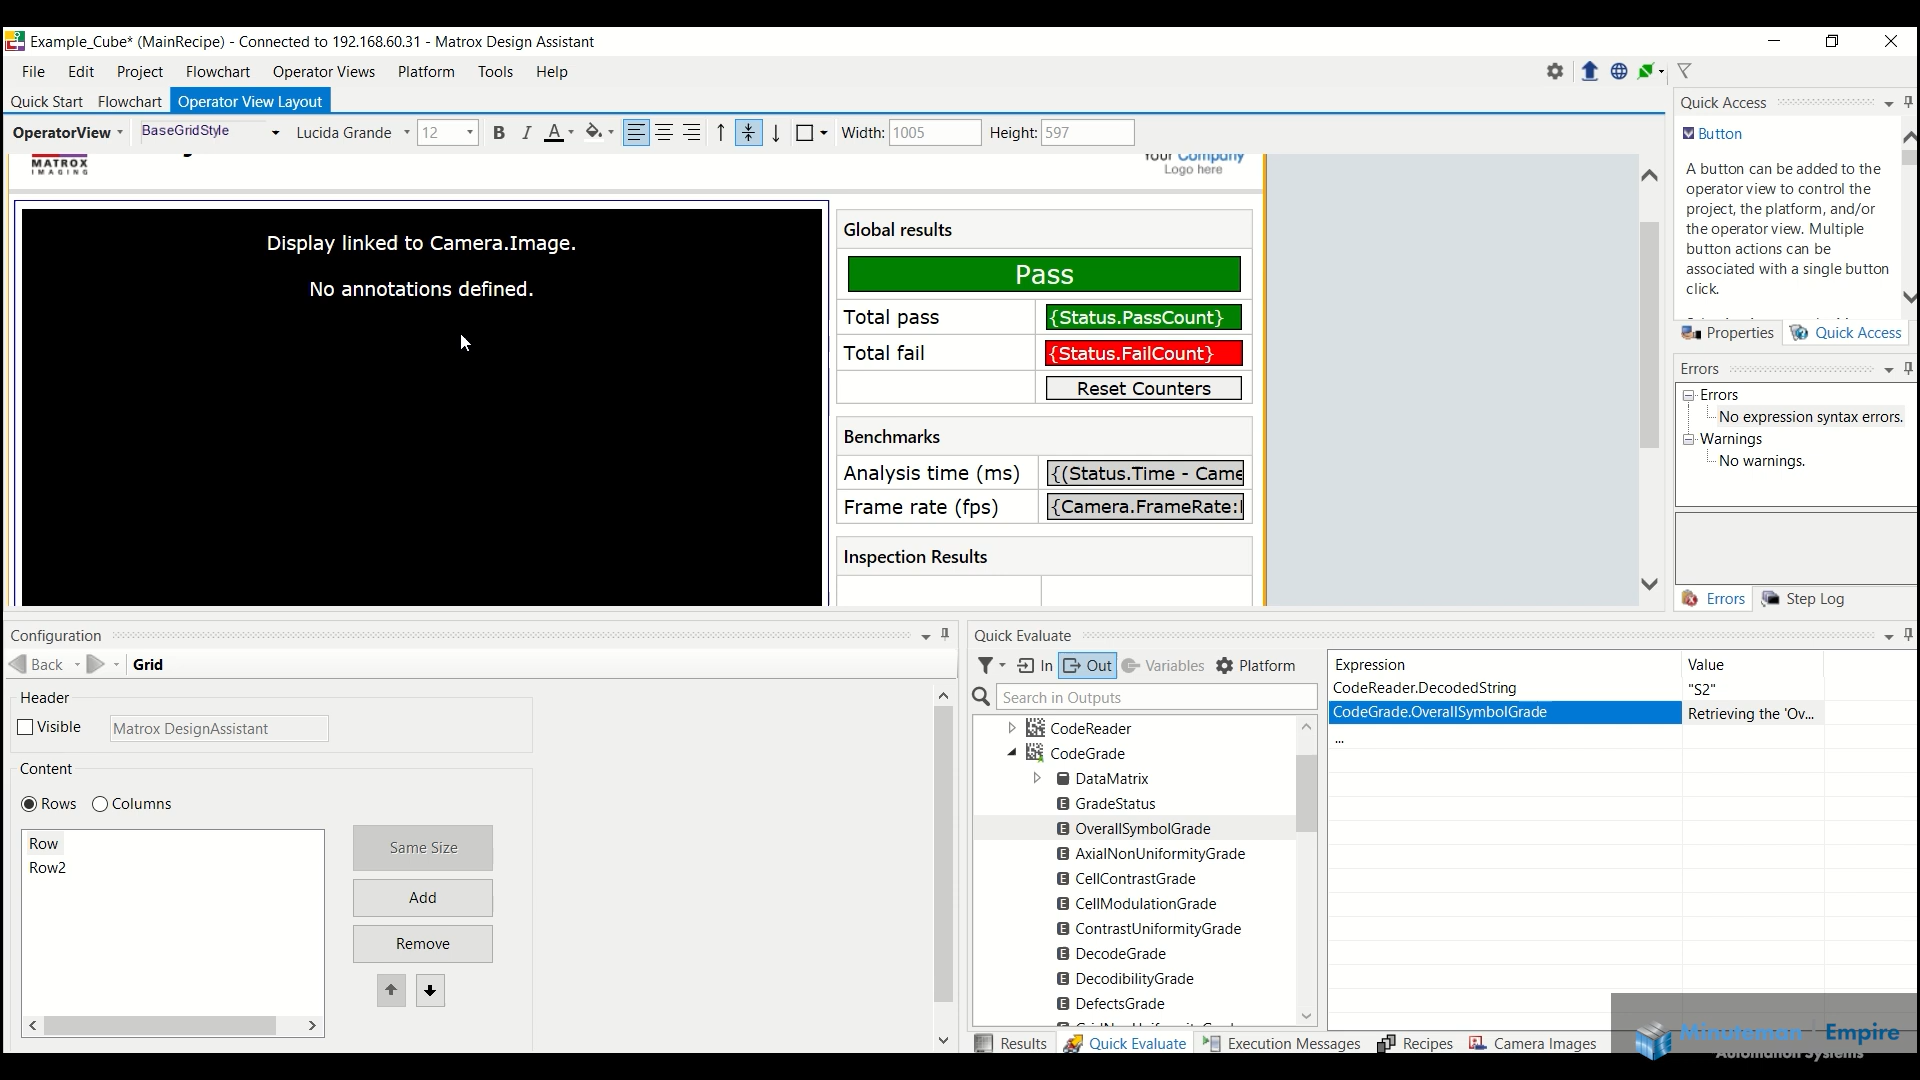 Example_Cube* (MainRecipe) - Connected to 192.168.60.31 - Matrox Design Assistant
File Edit Project Flowchart Operator Views Platform Tools Help
Quick Start Flowchart Operator View Layout
OperatorView BaseGridStyle Lucida Grande 12 B I A Width: 1005 Height: 597
MATROX
IMAGING
Your Company
Logo here
Display linked to Camera.Image.
No annotations defined.
Global results
Pass
Total pass {Status.PassCount}
Total fail {Status.FailCount}
Reset Counters
Benchmarks
Analysis time (ms) {(Status.Time - Came
Frame rate (fps) {Camera.FrameRate:
Inspection Results
Quick Access
Button
A button can be added to the
operator view to control the
project, the platform, and/or
the operator view. Multiple
button actions can be
associated with a single button
click.
Properties Quick Access
Errors
Errors
No expression syntax errors.
Warnings
No warnings.
Errors Step Log
Configuration
Back Grid
Header
Visible Matrox DesignAssistant
Content
Rows Columns
Row
Row2
Same Size
Add
Remove
Quick Evaluate
In Out Variables Platform
Search in Outputs
CodeReader
CodeGrade
DataMatrix
E GradeStatus
E OverallSymbolGrade
E AxialNonUniformityGrade
E CellContrastGrade
E CellModulationGrade
E ContrastUniformityGrade
E DecodeGrade
E DecodibilityGrade
E DefectsGrade
Expression Value
CodeReader.DecodedString "S2"
CodeGrade.OverallSymbolGrade Retrieving the 'Ov...
...
Results Quick Evaluate Execution Messages Recipes Camera Images
Minuteman Empire
Automation Systems